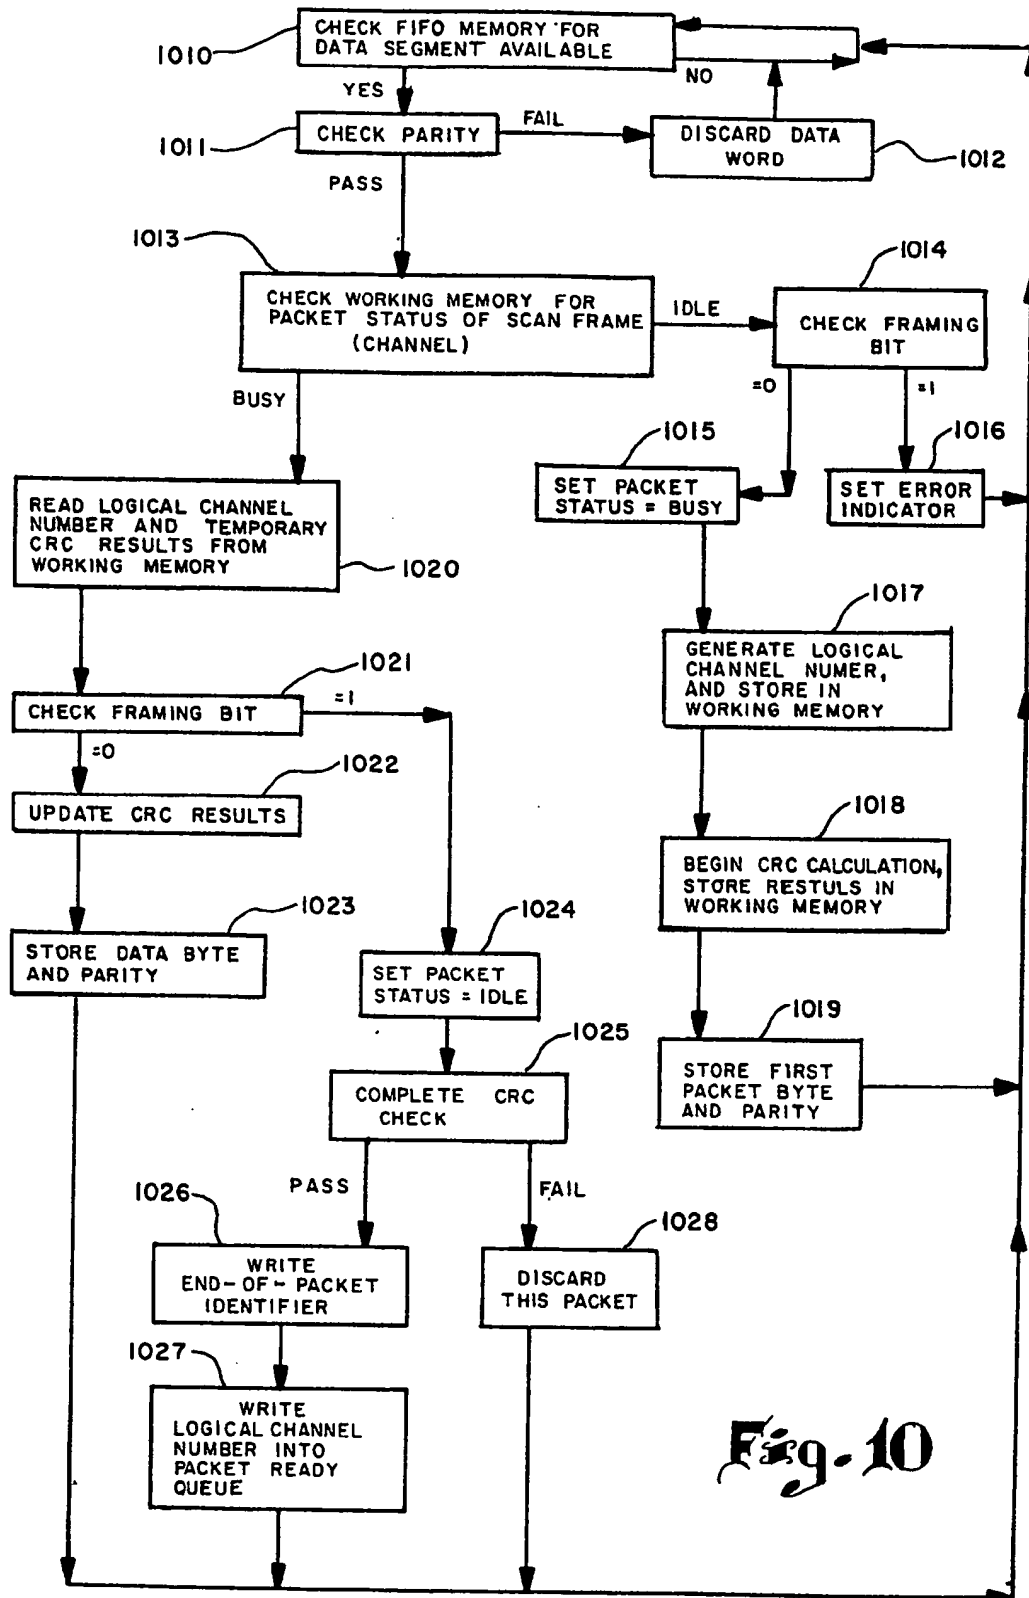 CHECK FIFO MEMORY FOR
DATA SEGMENT AVAILABLE
1010
NO
YES
CHECK PARITY
1011
FAIL
DISCARD DATA
WORD
1012
PASS
1013
CHECK WORKING MEMORY FOR
PACKET STATUS OF SCAN FRAME
(CHANNEL)
IDLE
1014
CHECK FRAMING
BIT
BUSY
=0
=1
1015
SET PACKET
STATUS = BUSY
1016
SET ERROR
INDICATOR
READ LOGICAL CHANNEL
NUMBER AND TEMPORARY
CRC RESULTS FROM
WORKING MEMORY
1020
1017
GENERATE LOGICAL
CHANNEL NUMER,
AND STORE IN
WORKING MEMORY
1021
CHECK FRAMING BIT
=1
=0
1022
UPDATE CRC RESULTS
1018
BEGIN CRC CALCULATION,
STORE RESTULS IN
WORKING MEMORY
1023
STORE DATA BYTE
AND PARITY
1024
SET PACKET
STATUS = IDLE
1019
STORE FIRST
PACKET BYTE
AND PARITY
1025
COMPLETE CRC
CHECK
PASS
FAIL
1026
WRITE
END-OF-PACKET
IDENTIFIER
1028
DISCARD
THIS PACKET
1027
WRITE
LOGICAL CHANNEL
NUMBER INTO
PACKET READY
QUEUE
Fig. 10